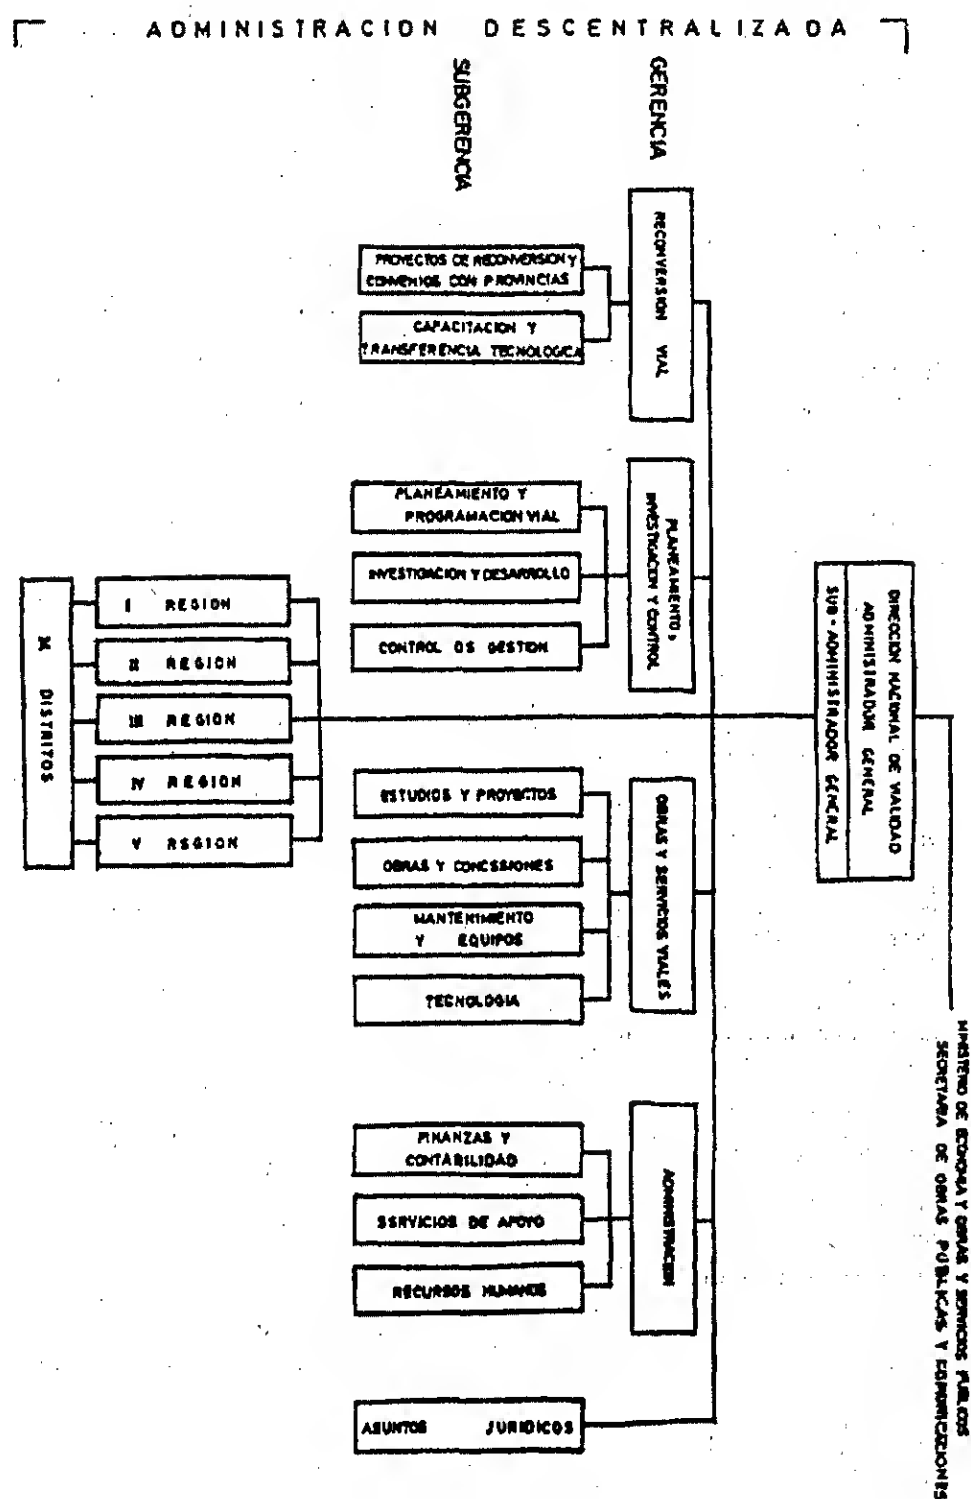 ADMINISTRACION DESCENTRALIZADA
GERENCIA
SUBGERENCIA
MINISTERIO DE ECONOMIA Y OBRAS Y SERVICIOS PUBLICOS
SECRETARIA DE OBRAS PUBLICAS Y COMUNICACIONES
DIRECCION NACIONAL DE VIALIDAD
ADMINISTRADOR GENERAL
SUB-ADMINISTRADOR GENERAL
RECONVERSION VIAL
PROYECTOS DE RECONVERSION Y
CONVENIOS CON PROVINCIAS
CAPACITACION Y
TRANSFERENCIA TECNOLOGICA
PLANEAMIENTO,
INVESTIGACION Y CONTROL
PLANEAMIENTO Y
PROGRAMACION VIAL
INVESTIGACION Y DESARROLLO
CONTROL DE GESTION
OBRAS Y SERVICIOS VIALES
ESTUDIOS Y PROYECTOS
OBRAS Y CONCESIONES
MANTENIMIENTO
Y EQUIPOS
TECNOLOGIA
ADMINISTRACION
FINANZAS Y
CONTABILIDAD
SERVICIOS DE APOYO
RECURSOS HUMANOS
ASUNTOS JURIDICOS
I REGION
II REGION
III REGION
IV REGION
V REGION
DISTRITOS